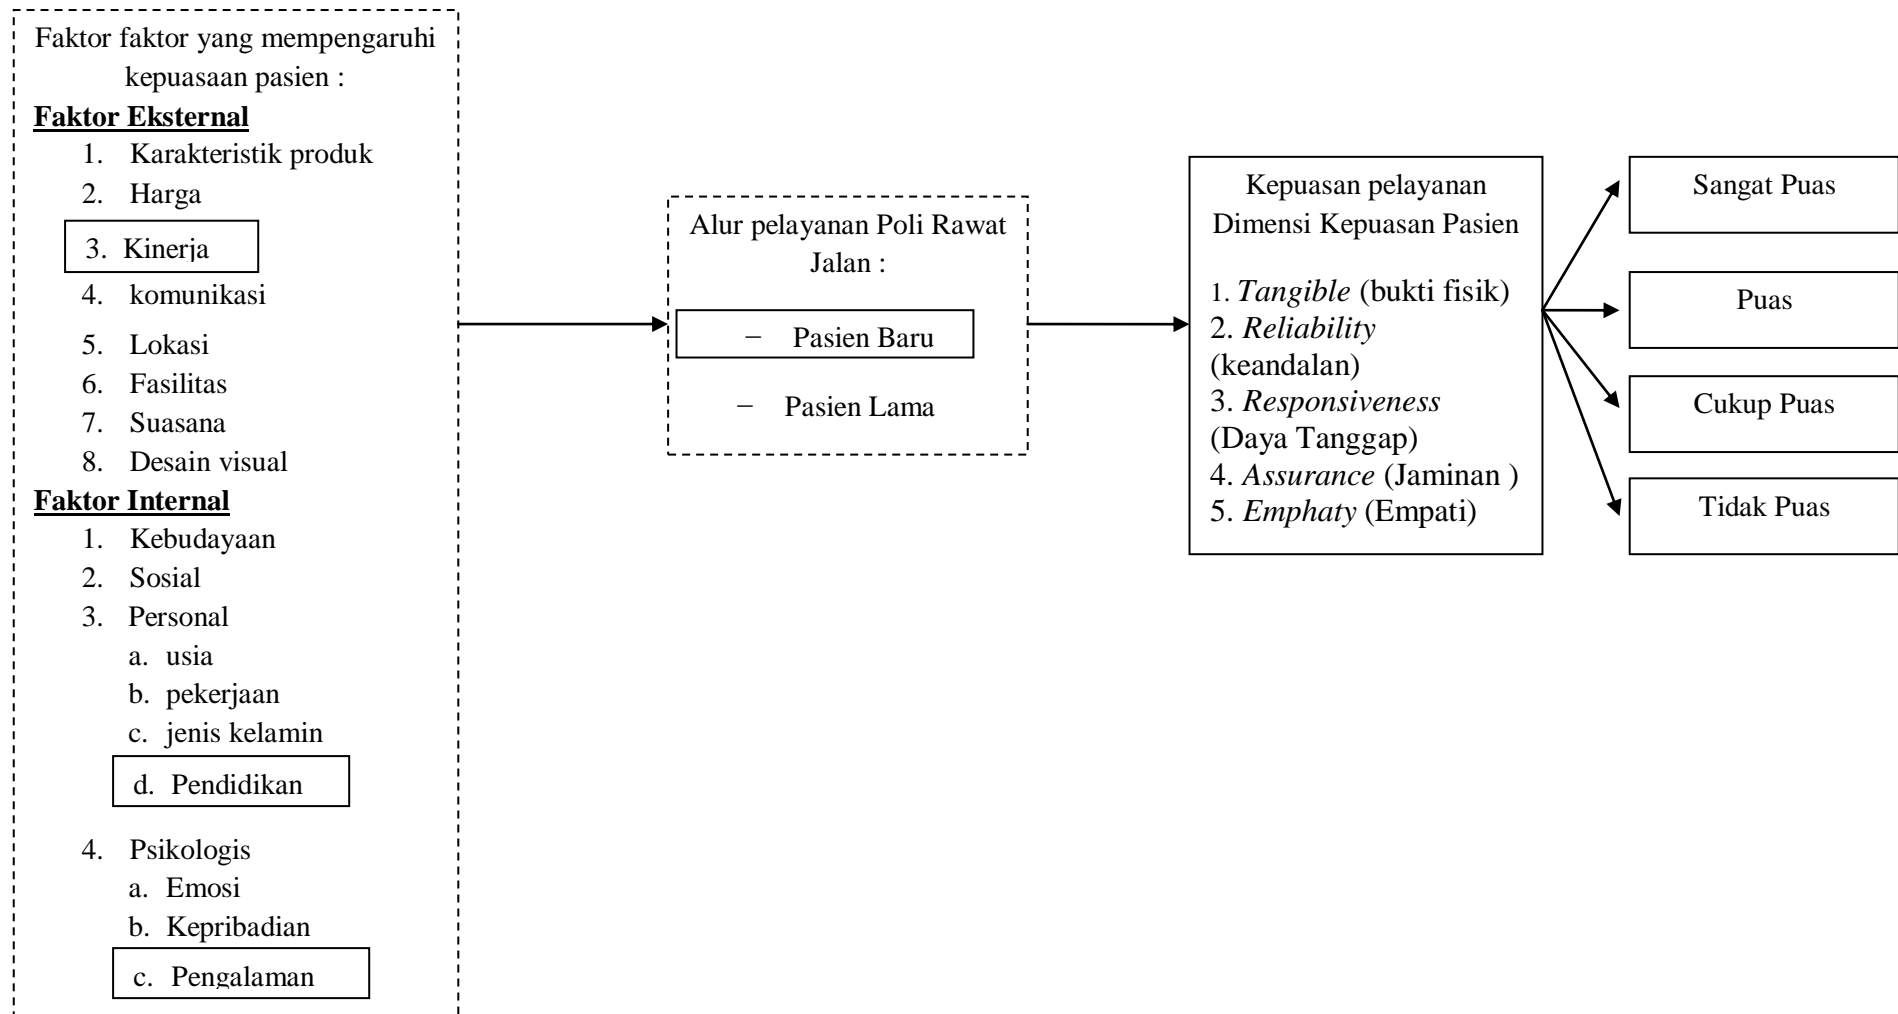 Faktor faktor yang mempengaruhi
kepuasaan pasien :
Faktor Eksternal
1. Karakteristik produk
2. Harga
3. Kinerja
4. komunikasi
5. Lokasi
6. Fasilitas
7. Suasana
8. Desain visual
Faktor Internal
1. Kebudayaan
2. Sosial
3. Personal
a. usia
b. pekerjaan
c. jenis kelamin
d. Pendidikan
4. Psikologis
a. Emosi
b. Kepribadian
c. Pengalaman
Alur pelayanan Poli Rawat
Jalan :
– Pasien Baru
– Pasien Lama
Kepuasan pelayanan
Dimensi Kepuasan Pasien
1. Tangible (bukti fisik)
2. Reliability
(keandalan)
3. Responsiveness
(Daya Tanggap)
4. Assurance (Jaminan )
5. Emphaty (Empati)
Sangat Puas
Puas
Cukup Puas
Tidak Puas